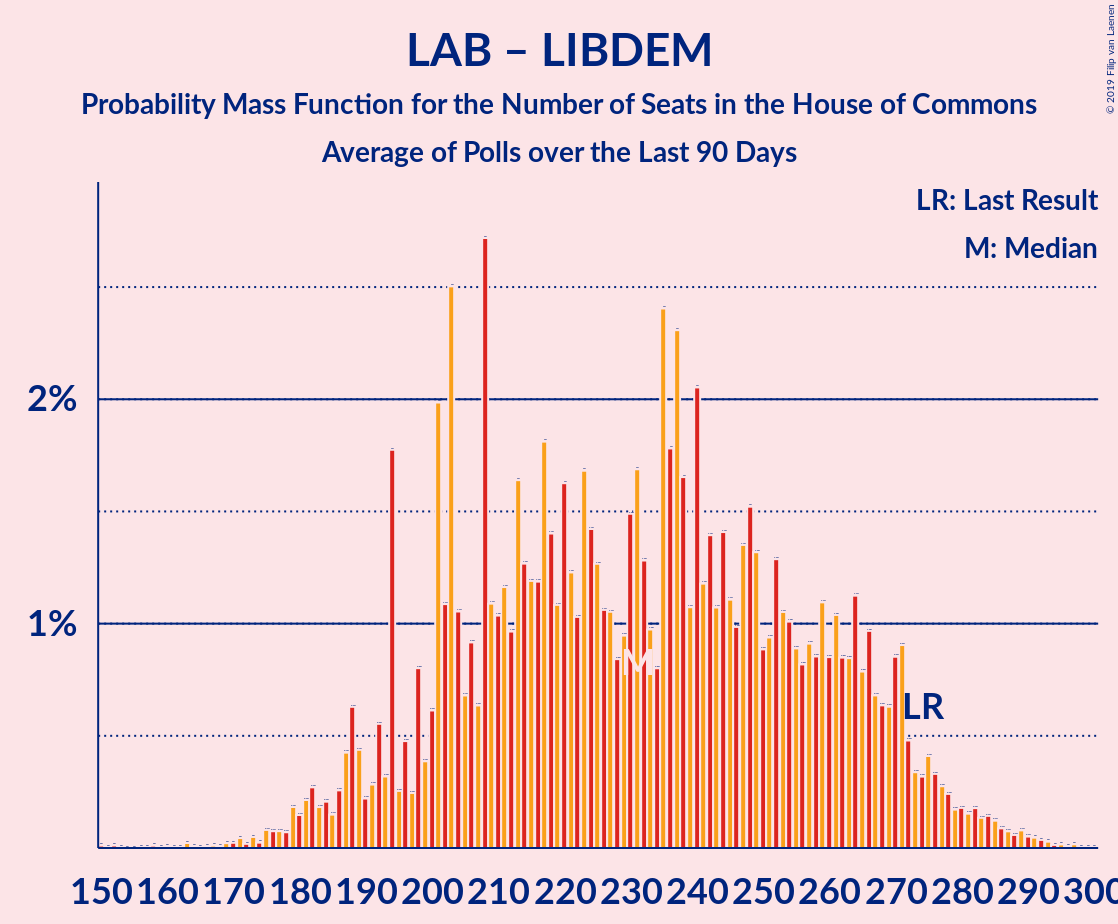 LAB – LIBDEM
Probability Mass Function for the Number of Seats in the House of Commons
Average of Polls over the Last 90 Days
© 2019 Filip van Laenen
LR: Last Result
M: Median
2%
1%
M
LR
150 160 170 180 190 200 210 220 230 240 250 260 270 280 290 300